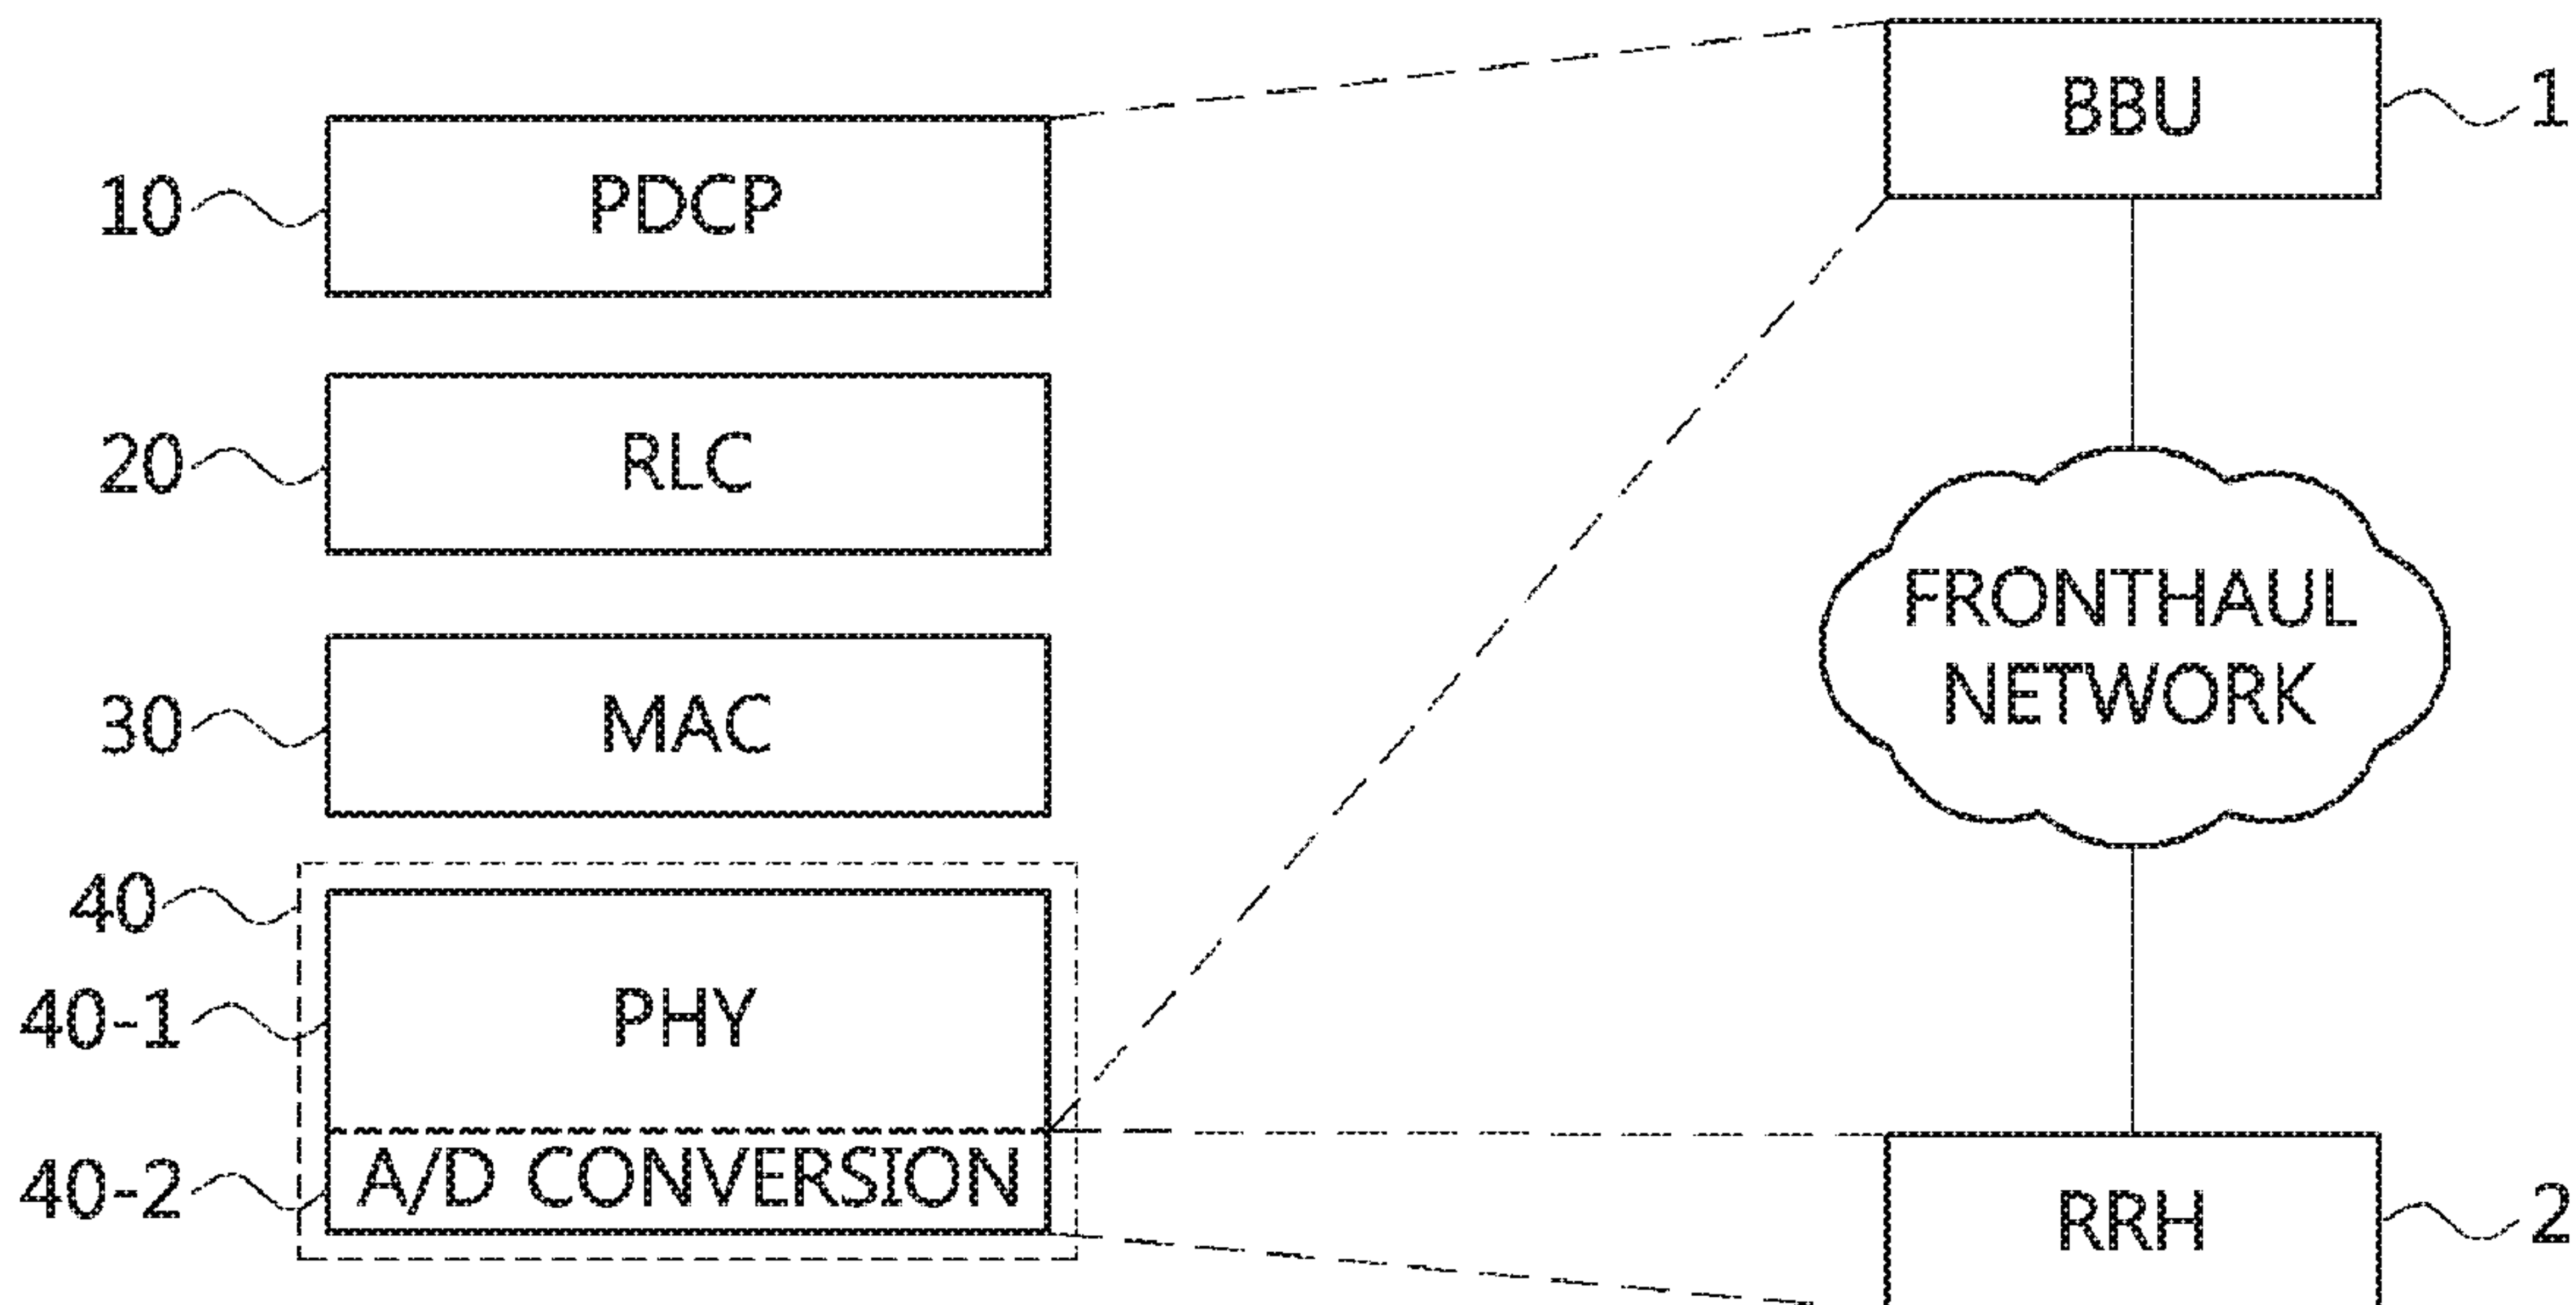 BBU
1
10
PDCP
20
RLC
FRONTHAUL
NETWORK
30
MAC
40
40-1
PHY
40-2
A/D CONVERSION
RRH
2